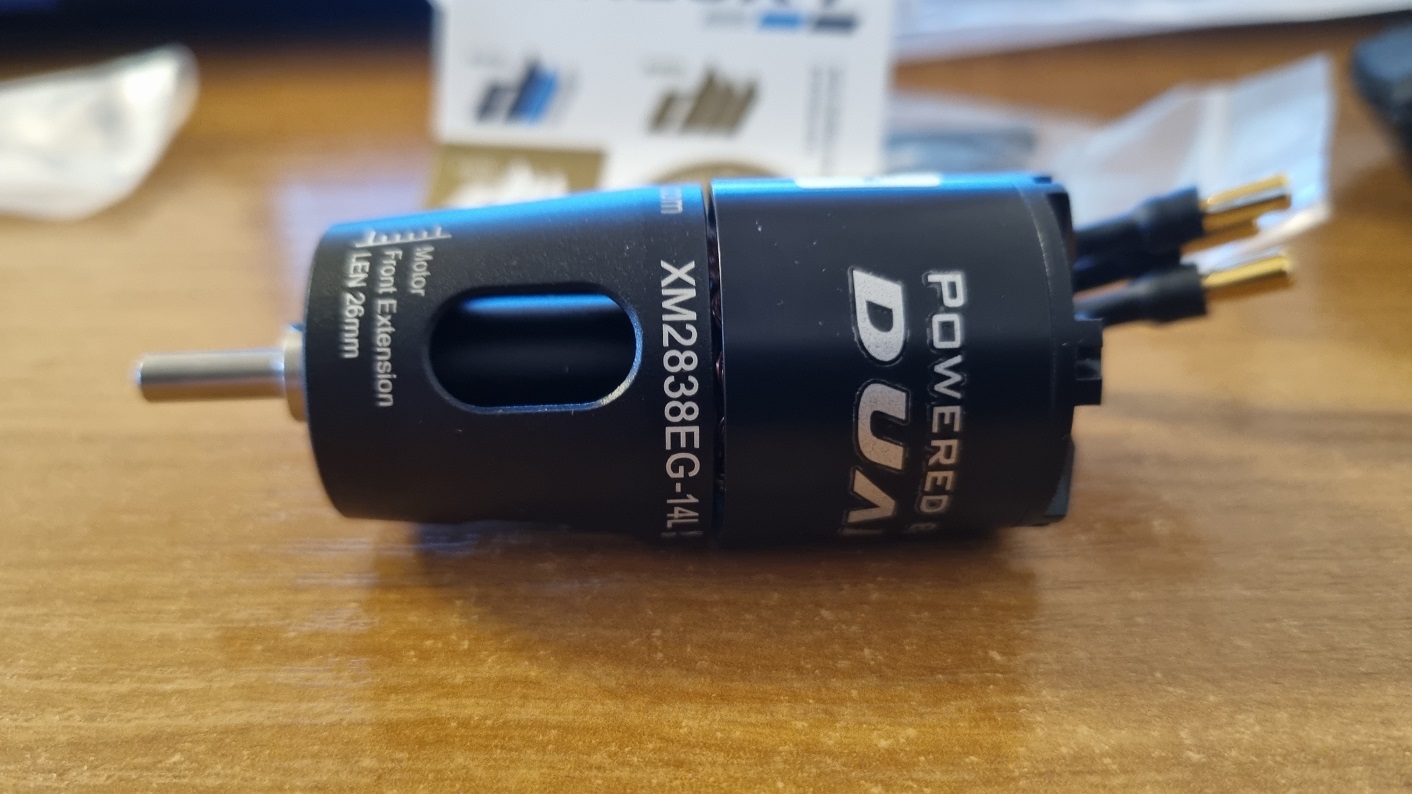 Motor
Front Extension
LEN 26mm
XM2838EG-14L
POWERED
DUA